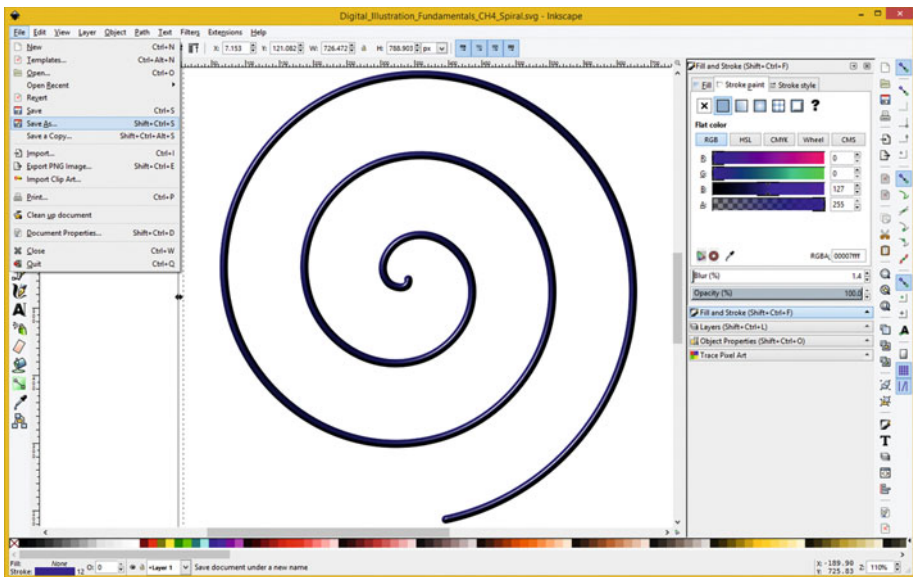 Digital_Illustration_Fundamentals_CH4_Spiral.svg - Inkscape
File Edit View Layer Object Path Text Filters Extensions Help
X: 7.153 Y: 121.082 W: 726.472 H: 788.903 px
New Ctrl+N
Templates... Ctrl+Alt+N
Open... Ctrl+O
Open Recent
Revert
Save Ctrl+S
Save As... Shift+Ctrl+S
Save a Copy... Shift+Ctrl+Alt+S
Import... Ctrl+I
Export PNG Image... Shift+Ctrl+E
Import Clip Art...
Print... Ctrl+P
Clean up document
Document Properties... Shift+Ctrl+D
Close Ctrl+W
Quit Ctrl+Q
Fill and Stroke (Shift+Ctrl+F)
Fill Stroke paint Stroke style
?
Flat color
RGB HSL CMYK Wheel CMS
R: 0
G: 0
B: 127
A: 255
RGBA: 00007fff
Blur (%) 1.4
Opacity (%) 100.0
Fill and Stroke (Shift+Ctrl+F)
Layers (Shift+Ctrl+L)
Object Properties (Shift+Ctrl+O)
Trace Pixel Art
Fill: None
Stroke: 12 O: 0 Layer 1 Save document under a new name
X: -189.90
Y: 725.83 Z: 110%